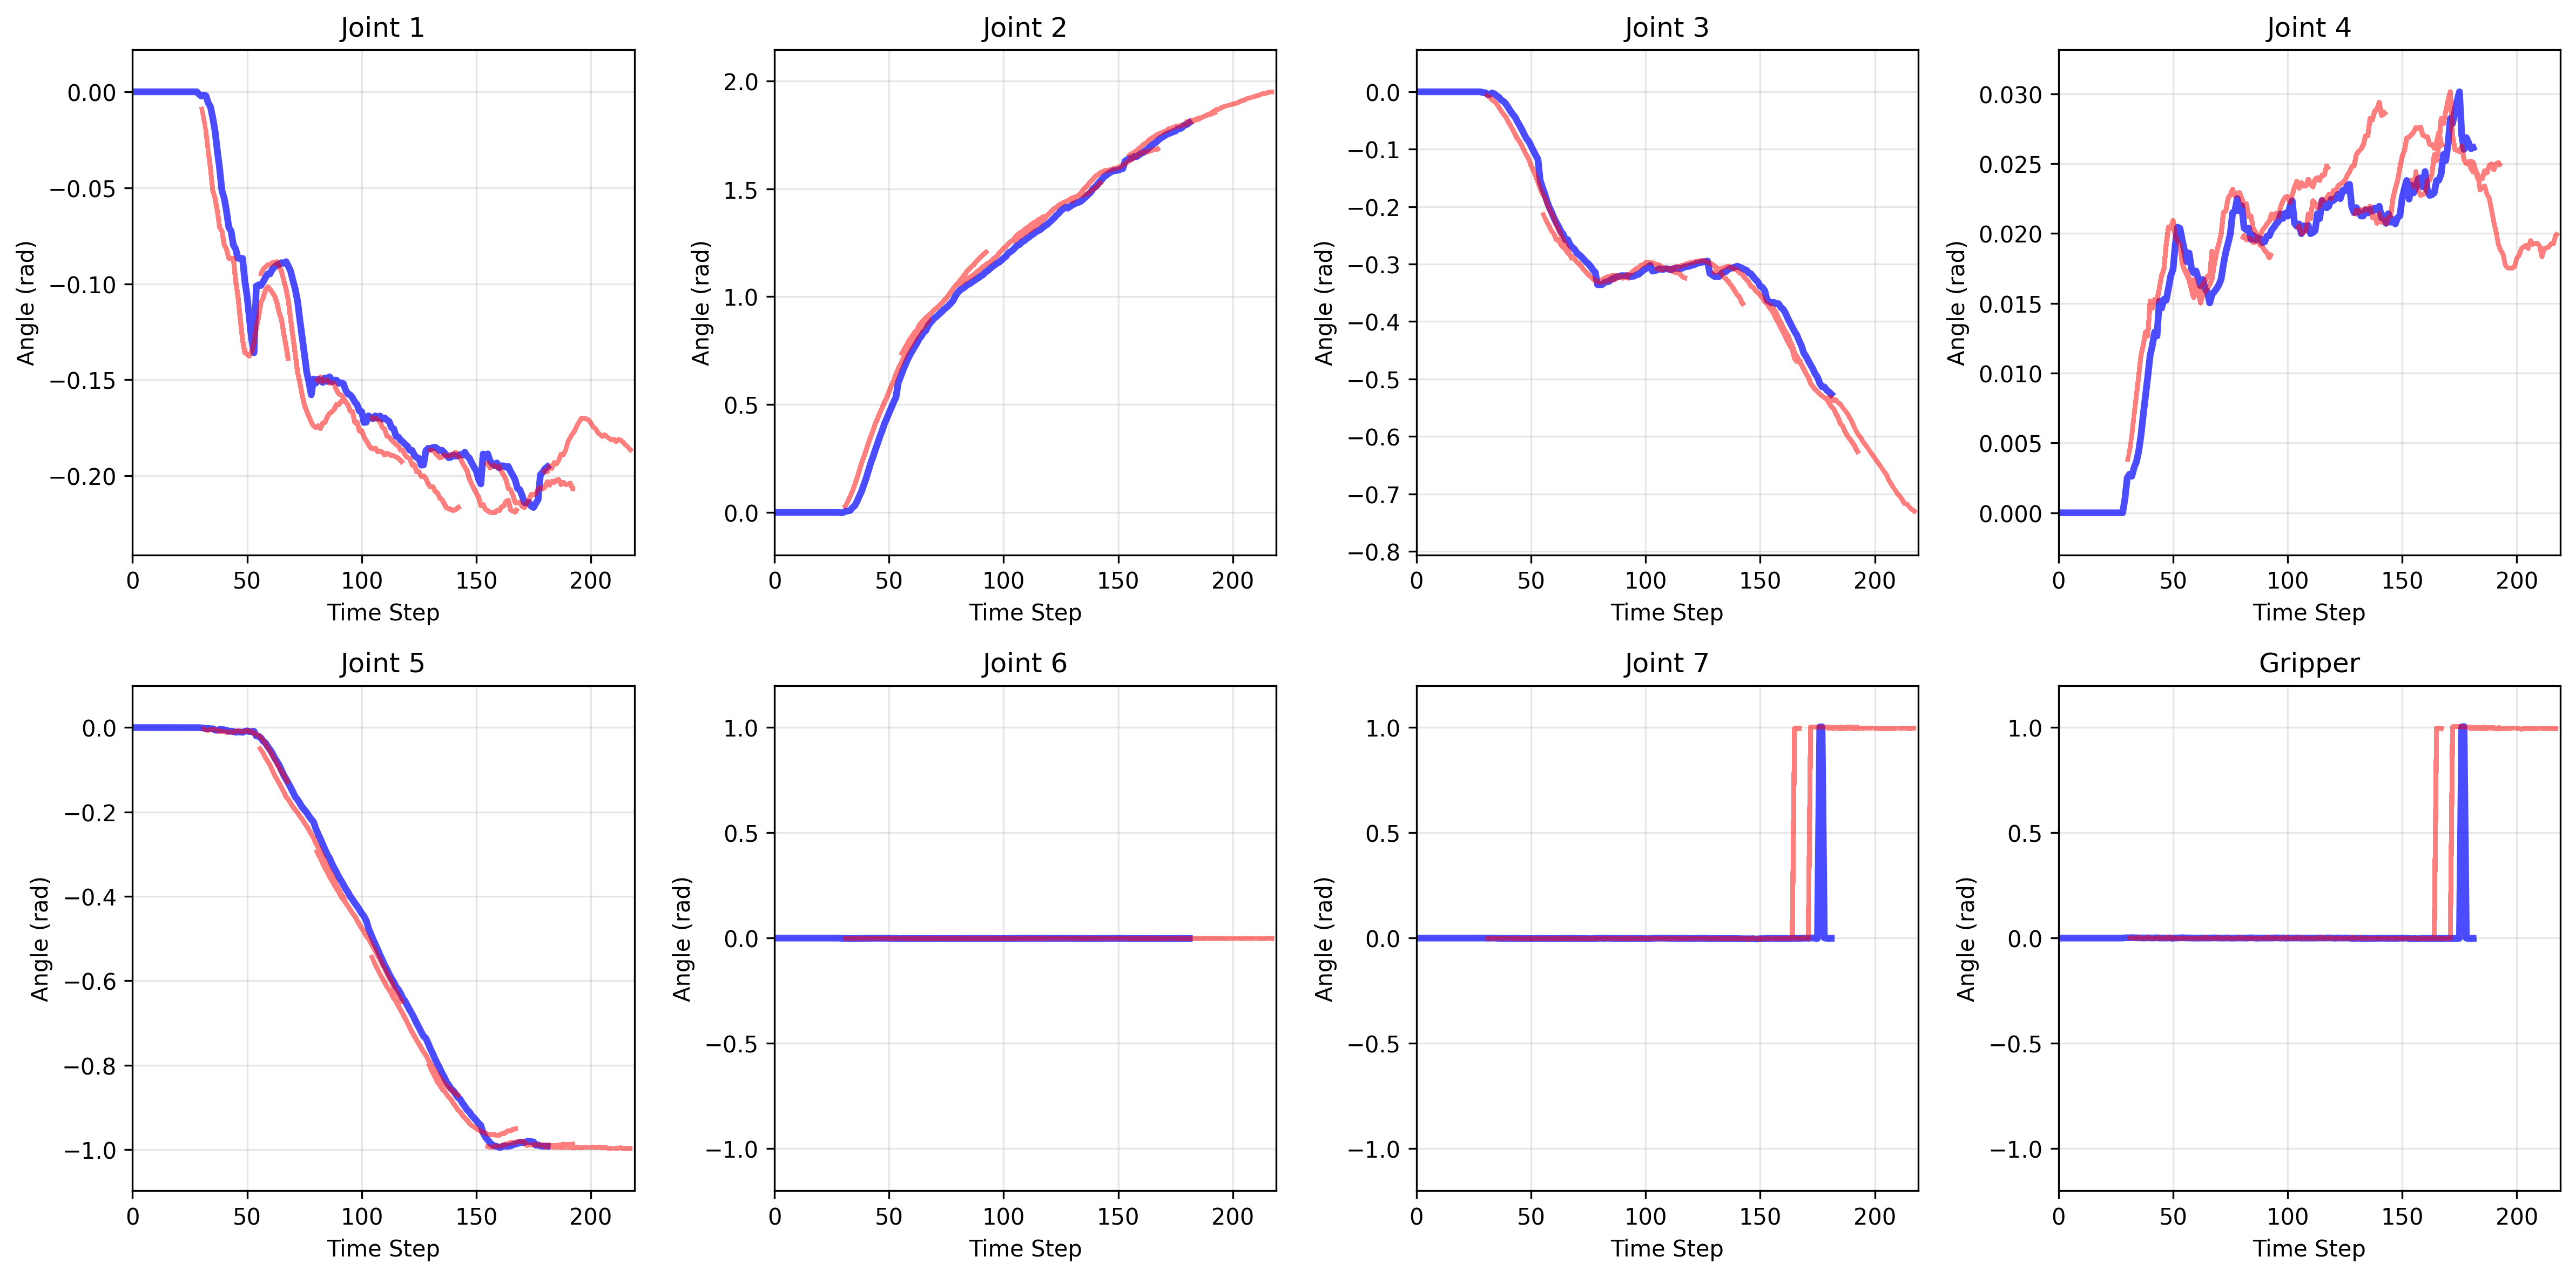 Joint 1
Joint 2
Joint 3
Joint 4
0.00
−0.05
−0.10
−0.15
−0.20
Angle (rad)
0 50 100 150 200
Time Step
2.0
1.5
1.0
0.5
0.0
Angle (rad)
0 50 100 150 200
Time Step
0.0
−0.1
−0.2
−0.3
−0.4
−0.5
−0.6
−0.7
−0.8
Angle (rad)
0 50 100 150 200
Time Step
0.030
0.025
0.020
0.015
0.010
0.005
0.000
Angle (rad)
0 50 100 150 200
Time Step
Joint 5
Joint 6
Joint 7
Gripper
0.0
−0.2
−0.4
−0.6
−0.8
−1.0
Angle (rad)
0 50 100 150 200
Time Step
1.0
0.5
0.0
−0.5
−1.0
Angle (rad)
0 50 100 150 200
Time Step
1.0
0.5
0.0
−0.5
−1.0
Angle (rad)
0 50 100 150 200
Time Step
1.0
0.5
0.0
−0.5
−1.0
Angle (rad)
0 50 100 150 200
Time Step